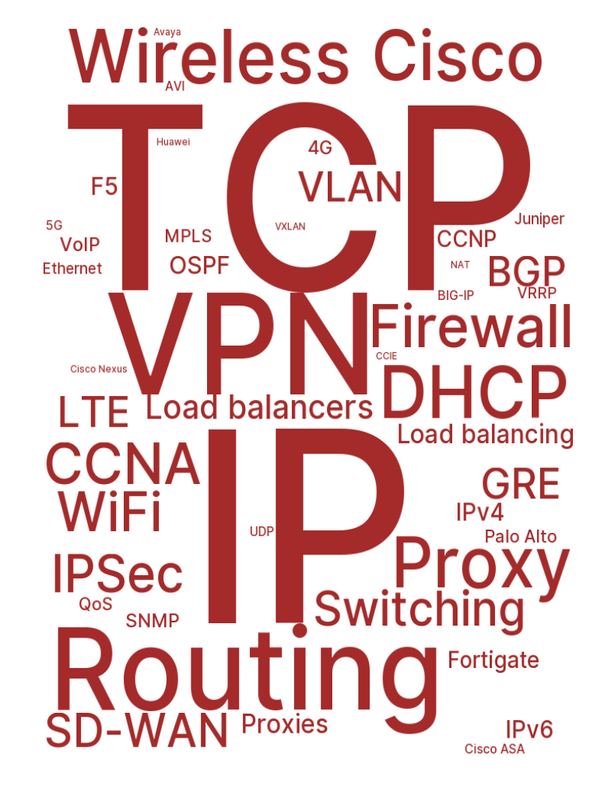 Avaya
Wireless Cisco
AVI
TCP
Huawei
4G
F5
VLAN
5G
VXLAN
Juniper
VoIP
MPLS
CCNP
Ethernet
OSPF
NAT
BGP
BIG-IP
VRRP
VPN
Firewall
CCIE
Cisco Nexus
DHCP
LTE
Load balancers
Load balancing
CCNA
IP
GRE
WiFi
IPv4
UDP
Palo Alto
Proxy
IPSec
QoS
Switching
SNMP
Routing
Fortigate
SD-WAN
Proxies
IPv6
Cisco ASA